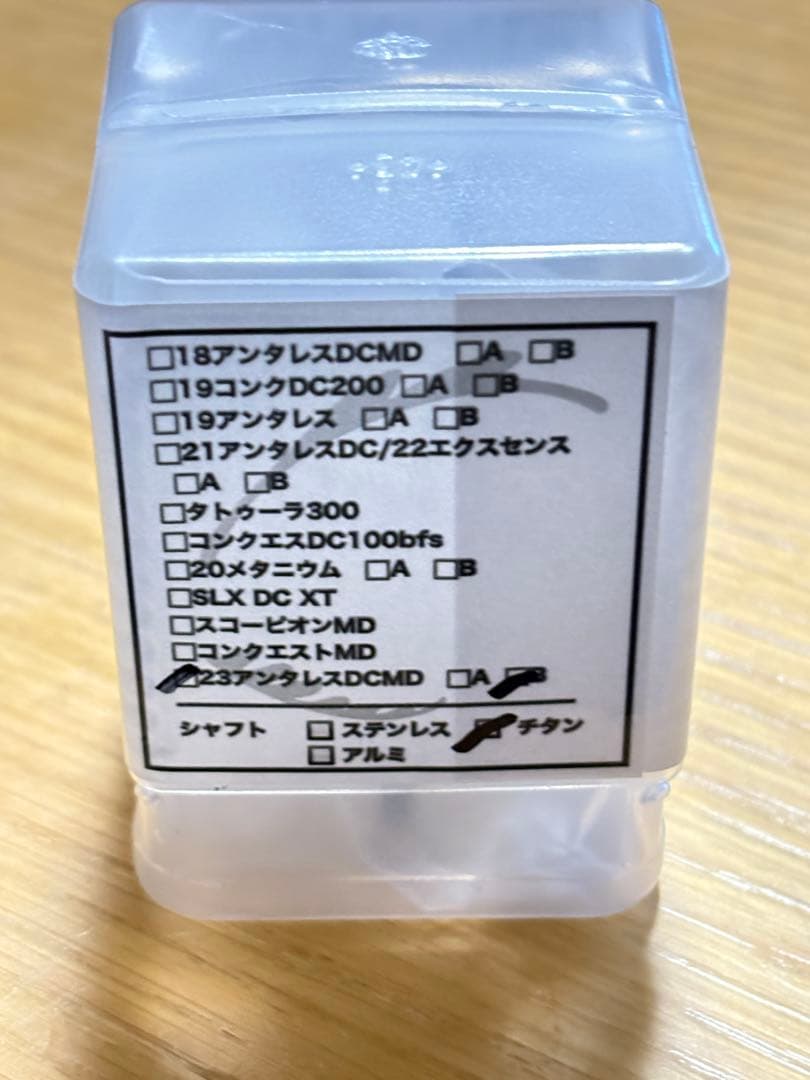 □18アンタレスDCMD □A □B
□19コンクDC200 □A □B
□19アンタレス □A □B
□21アンタレスDC/22エクスセンス
□A □B
□タトゥーラ300
□コンクエスDC100bfs
□20メタニウム □A □B
□SLX DC XT
□スコーピオンMD
□コンクエストMD
□23アンタレスDCMD □A □B
シャフト □ ステンレス □ チタン
□ アルミ